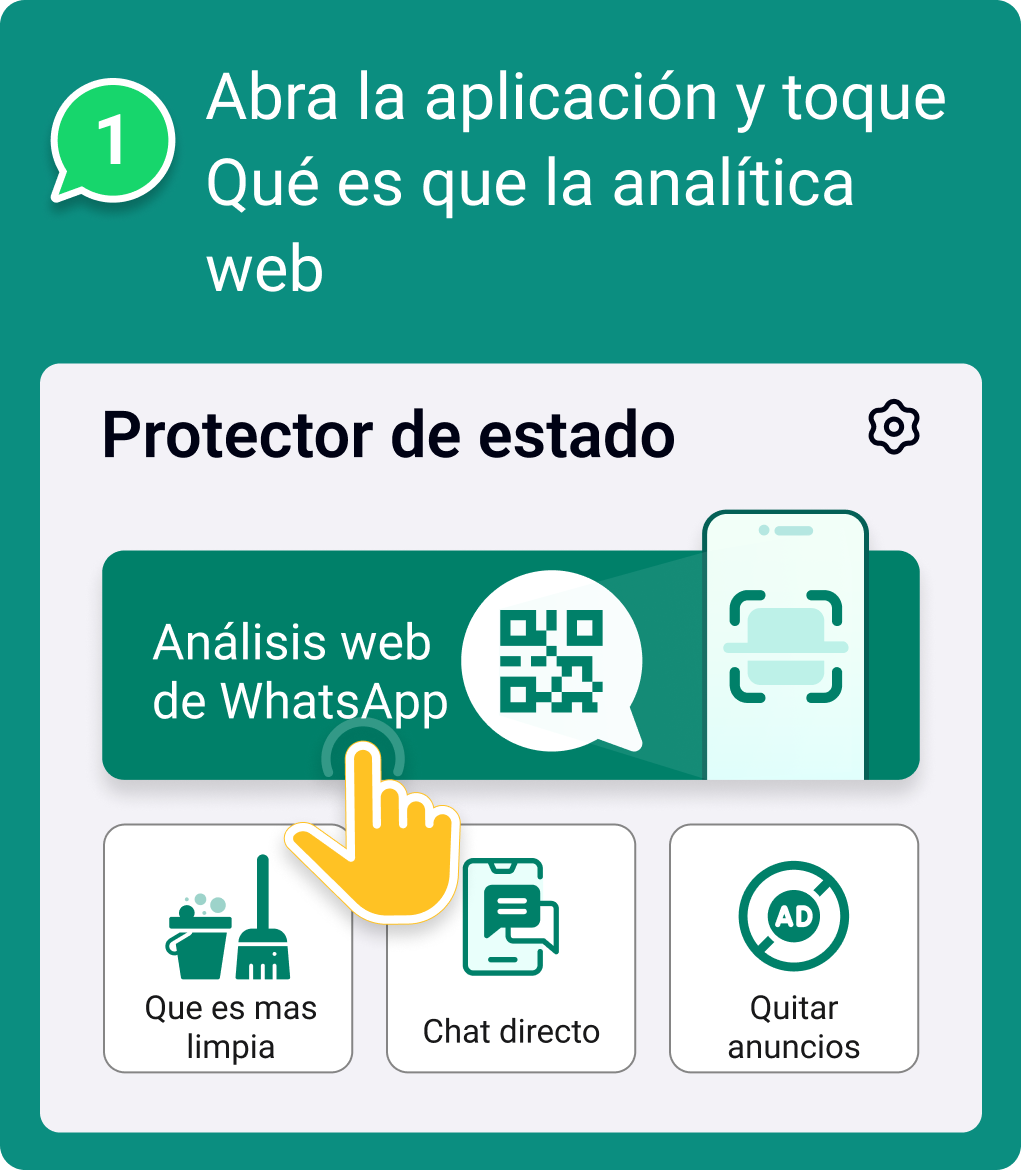 1
Abra la aplicación y toque
Qué es que la analítica
web
Protector de estado
Análisis web
de WhatsApp
Que es mas
limpia
Chat directo
AD
Quitar
anuncios